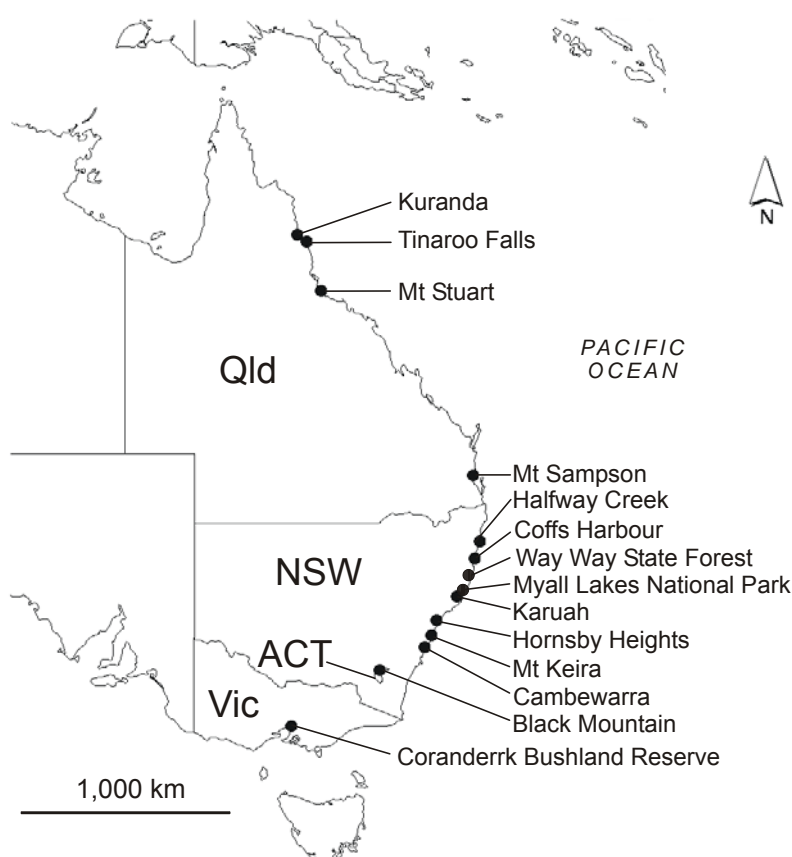 Kuranda
Tinaroo Falls
N
Mt Stuart
PACIFIC
OCEAN
Qld
Mt Sampson
Halfway Creek
Coffs Harbour
Way Way State Forest
NSW
Myall Lakes National Park
Karuah
Hornsby Heights
ACT
Mt Keira
Cambewarra
Vic
Black Mountain
Coranderrk Bushland Reserve
1,000 km